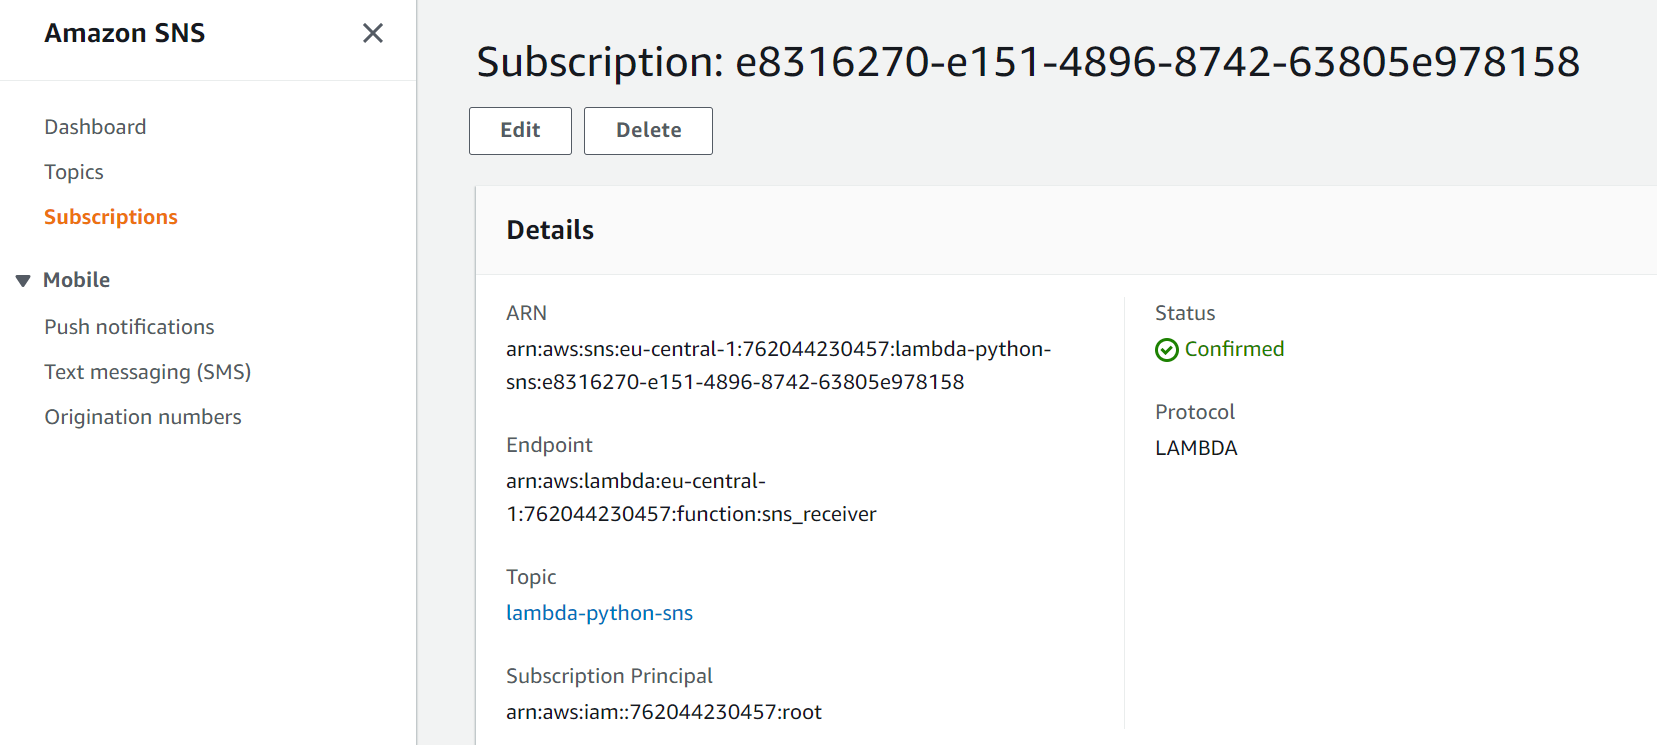 Amazon SNS
Dashboard
Topics
Subscriptions
Mobile
Push notifications
Text messaging (SMS)
Origination numbers
Subscription: e8316270-e151-4896-8742-63805e978158
Edit
Delete
Details
ARN
arn:aws:sns:eu-central-1:762044230457:lambda-python-
sns:e8316270-e151-4896-8742-63805e978158
Endpoint
arn:aws:lambda:eu-central-
1:762044230457:function:sns_receiver
Topic
lambda-python-sns
Subscription Principal
arn:aws:iam::762044230457:root
Status
Confirmed
Protocol
LAMBDA